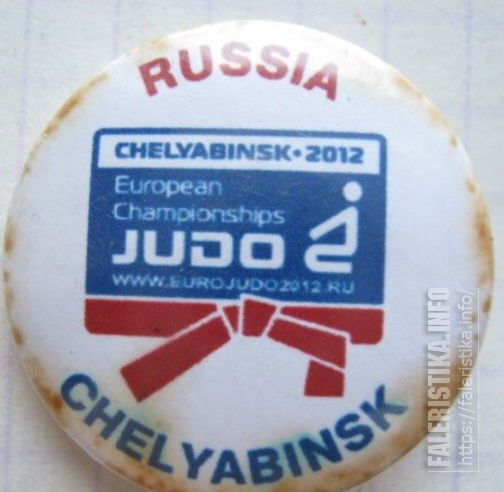 RUSSIA
CHELYABINSK • 2012
European
Championships
JUDO
WWW.EUROJUDO2012.RU
CHELYABINSK
FALERISTIKA.INFO
https://faleristika.info/